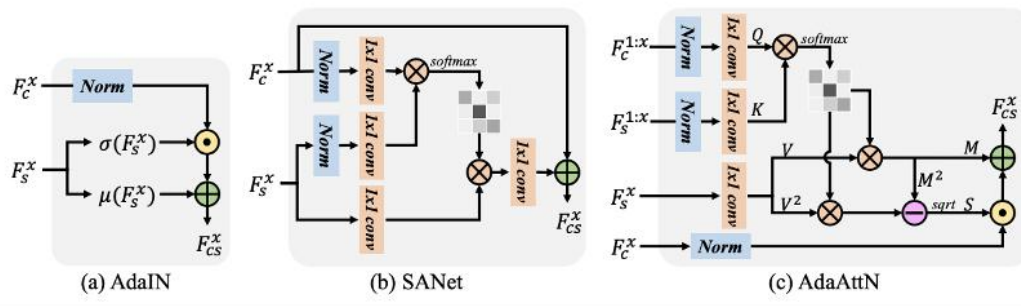 F_c^x
Norm
F_s^x
σ(F_s^x)
μ(F_s^x)
F_cs^x
(a) AdaIN
F_c^x
Norm
1x1 conv
softmax
F_s^x
Norm
1x1 conv
1x1 conv
1x1 conv
F_cs^x
(b) SANet
F_c^1:x
Norm
1x1 conv
Q
softmax
F_s^1:x
Norm
1x1 conv
K
F_s^x
1x1 conv
V
V^2
M
M^2
sqrt
S
F_cs^x
F_c^x
Norm
(c) AdaAttN